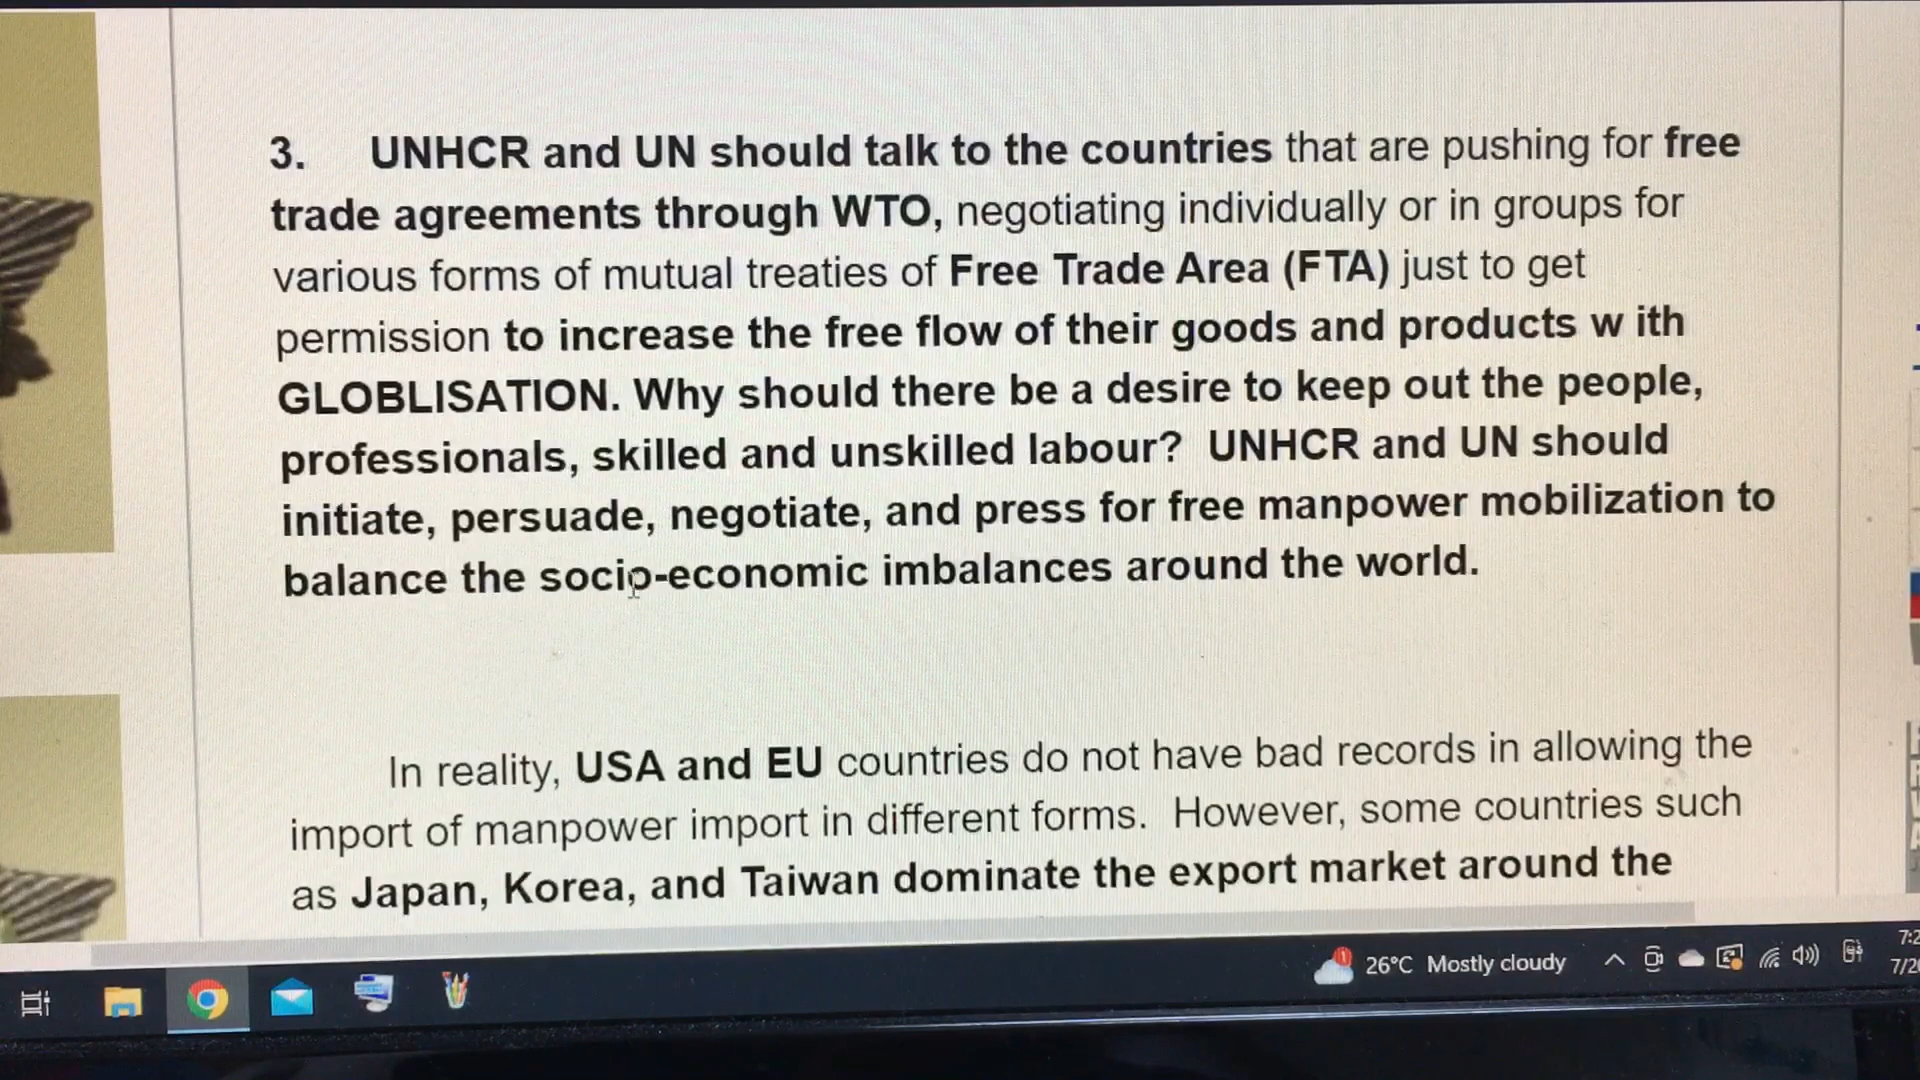 3. UNHCR and UN should talk to the countries that are pushing for free
trade agreements through WTO, negotiating individually or in groups for
various forms of mutual treaties of Free Trade Area (FTA) just to get
permission to increase the free flow of their goods and products w ith
GLOBLISATION. Why should there be a desire to keep out the people,
professionals, skilled and unskilled labour? UNHCR and UN should
initiate, persuade, negotiate, and press for free manpower mobilization to
balance the socio-economic imbalances around the world.
In reality, USA and EU countries do not have bad records in allowing the
import of manpower import in different forms. However, some countries such
as Japan, Korea, and Taiwan dominate the export market around the
26°C Mostly cloudy